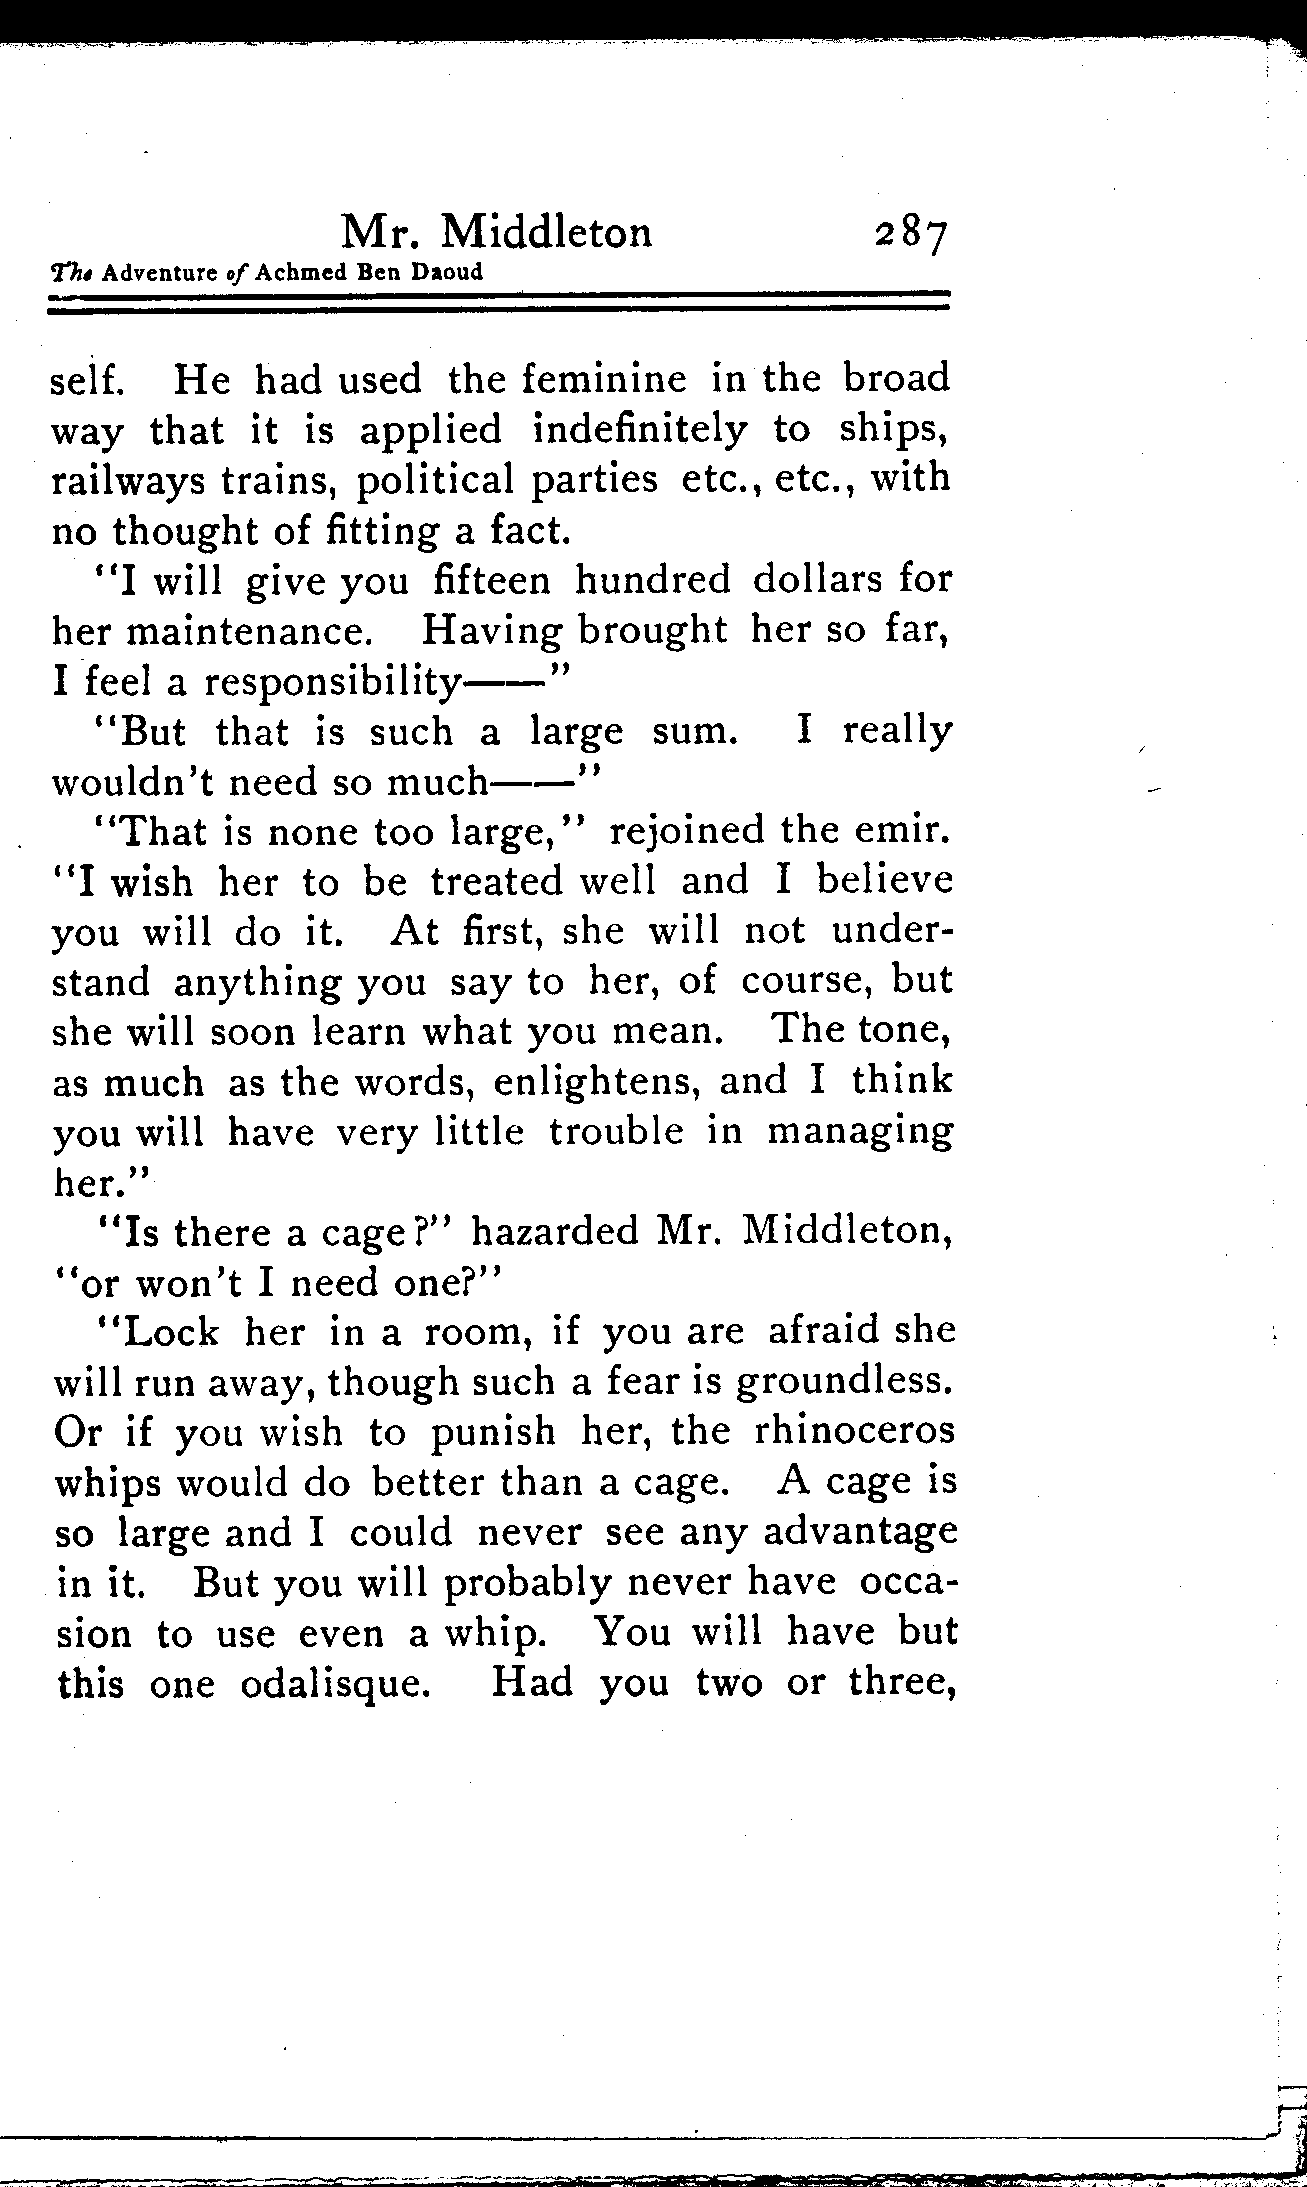 Mr. Middleton 287
The Adventure of Achmed Ben Daoud
self. He had used the feminine in the broad
way that it is applied indefinitely to ships,
railways trains, political parties etc., etc., with
no thought of fitting a fact.
"I will give you fifteen hundred dollars for
her maintenance. Having brought her so far,
I feel a responsibility——"
"But that is such a large sum. I really
wouldn't need so much——"
"That is none too large," rejoined the emir.
"I wish her to be treated well and I believe
you will do it. At first, she will not under-
stand anything you say to her, of course, but
she will soon learn what you mean. The tone,
as much as the words, enlightens, and I think
you will have very little trouble in managing
her."
"Is there a cage?" hazarded Mr. Middleton,
"or won't I need one?"
"Lock her in a room, if you are afraid she
will run away, though such a fear is groundless.
Or if you wish to punish her, the rhinoceros
whips would do better than a cage. A cage is
so large and I could never see any advantage
in it. But you will probably never have occa-
sion to use even a whip. You will have but
this one odalisque. Had you two or three,